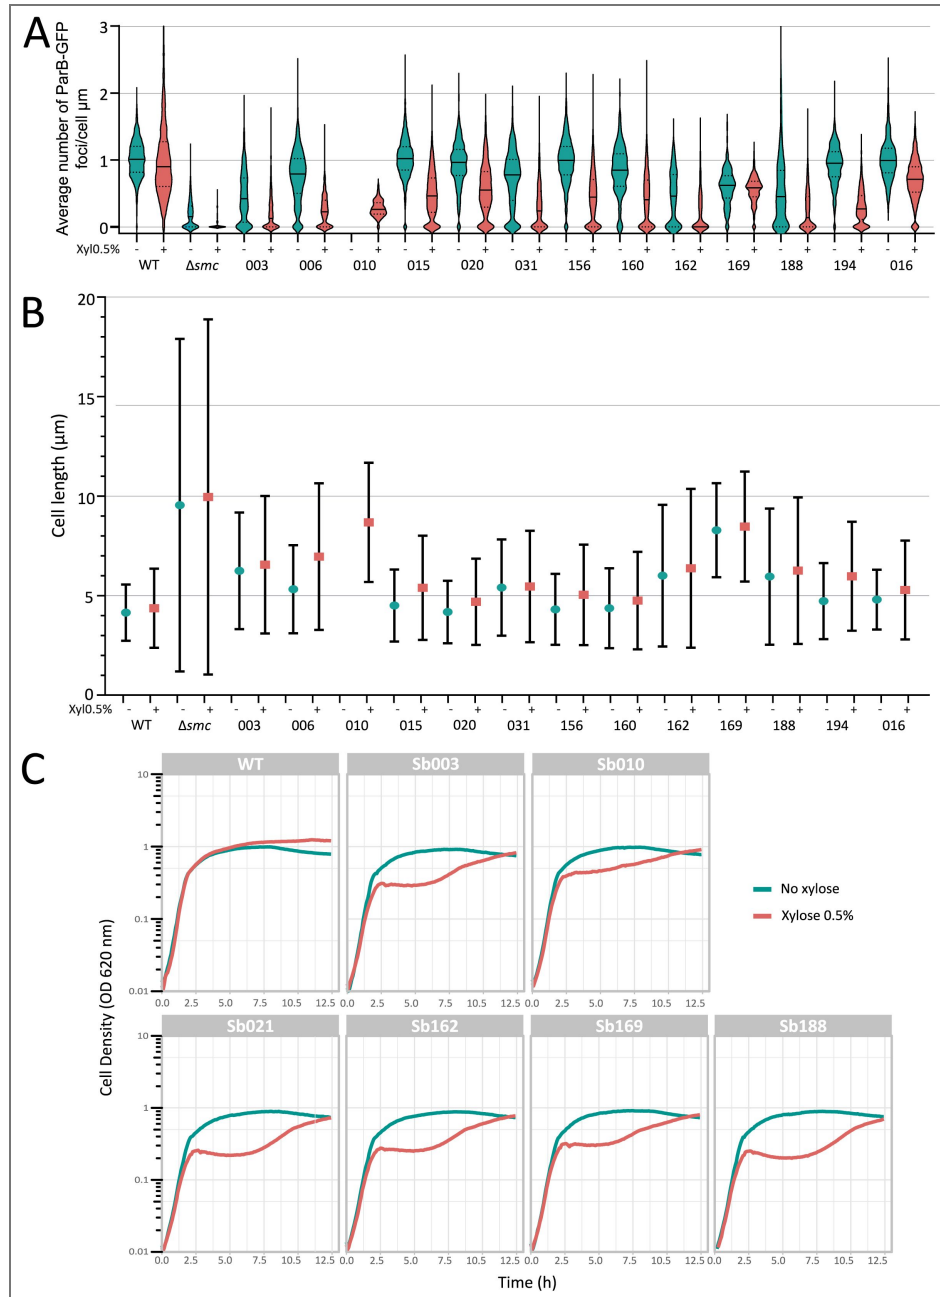 A
Average number of ParB-GFP
foci/cell µm
3
2
1
0
Xyl0.5%
- + - + - + - + - + - + - + - + - + - + - + - + - + - + - +
WT Δsmc 003 006 010 015 020 031 156 160 162 169 188 194 016
B
Cell length (µm)
20
15
10
5
0
Xyl0.5%
- + - + - + - + - + - + - + - + - + - + - + - + - + - + - +
WT Δsmc 003 006 010 015 020 031 156 160 162 169 188 194 016
C
Cell Density (OD 620 nm)
WT Sb003 Sb010
10
1
0.1
0.01
0.0 2.5 5.0 7.5 10.5 12.5 0.0 2.5 5.0 7.5 10.5 12.5 0.0 2.5 5.0 7.5 10.5 12.5
No xylose
Xylose 0.5%
Sb021 Sb162 Sb169 Sb188
10
1
0.1
0.01
0.0 2.5 5.0 7.5 10.5 12.5 0.0 2.5 5.0 7.5 10.5 12.5 0.0 2.5 5.0 7.5 10.5 12.5 0.0 2.5 5.0 7.5 10.5 12.5
Time (h)